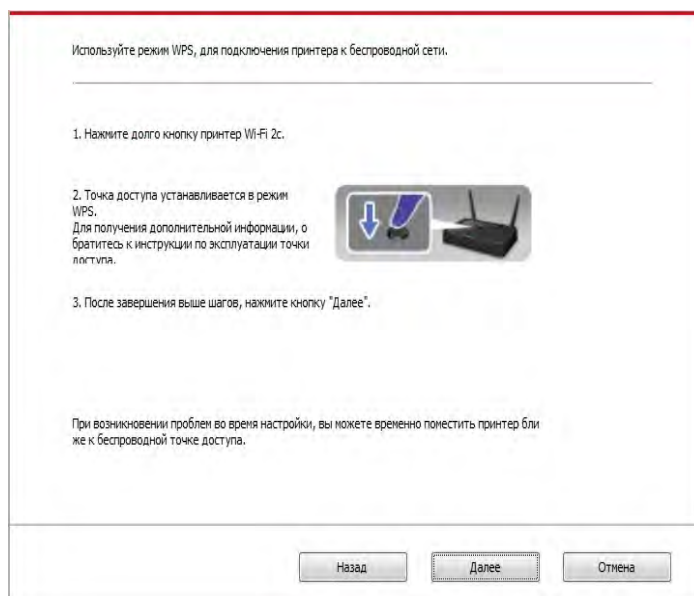 Используйте режим WPS, для подключения принтера к беспроводной сети.
1. Нажмите долго кнопку принтер Wi-Fi 2с.
2. Точка доступа устанавливается в режим
WPS.
Для получения дополнительной информации, о
братитесь к инструкции по эксплуатации точки
доступа.
3. После завершения выше шагов, нажмите кнопку "Далее".
При возникновении проблем во время настройки, вы можете временно поместить принтер бли
же к беспроводной точке доступа.
Назад
Далее
Отмена